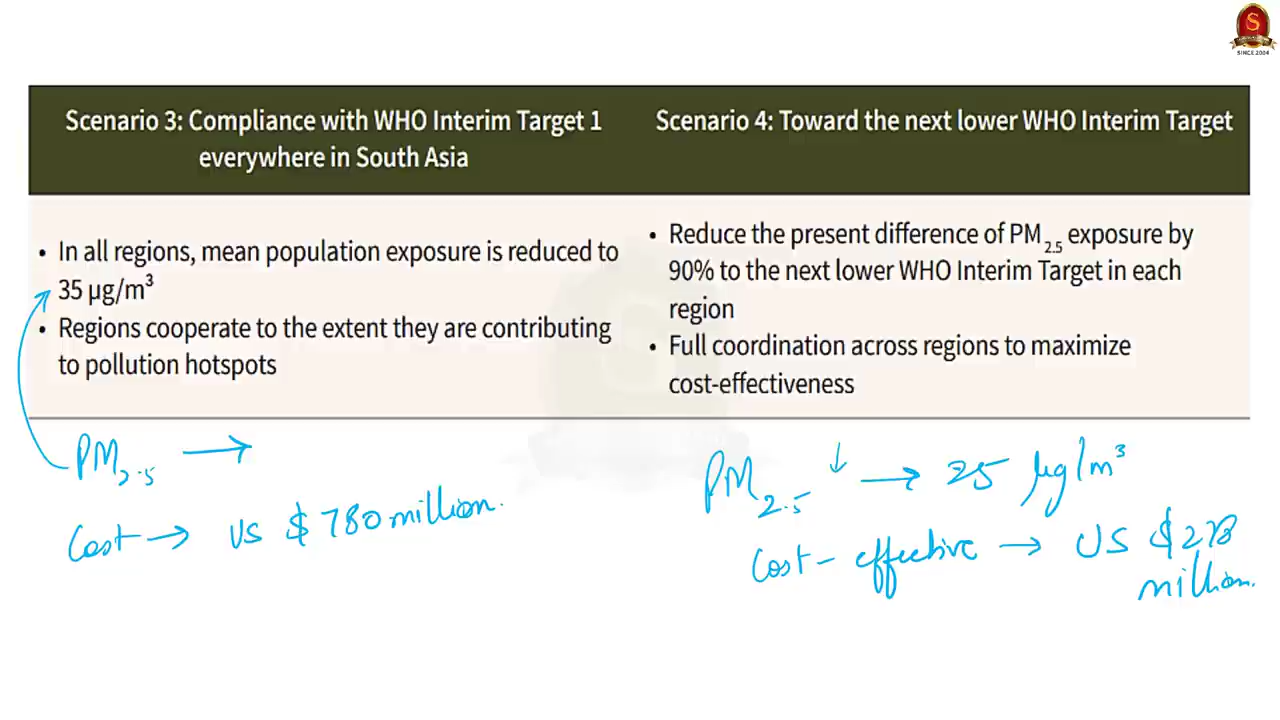 SINCE 2004
Scenario 3: Compliance with WHO Interim Target 1
everywhere in South Asia
Scenario 4: Toward the next lower WHO Interim Target
• In all regions, mean population exposure is reduced to
35 µg/m³
• Regions cooperate to the extent they are contributing
to pollution hotspots
• Reduce the present difference of PM2.5 exposure by
90% to the next lower WHO Interim Target in each
region
• Full coordination across regions to maximize
cost-effectiveness
PM2.5 →
Cost → US $ 780 million.
PM2.5 ↓ → 25 µg/m³
Cost-effective → US $ 278
million.